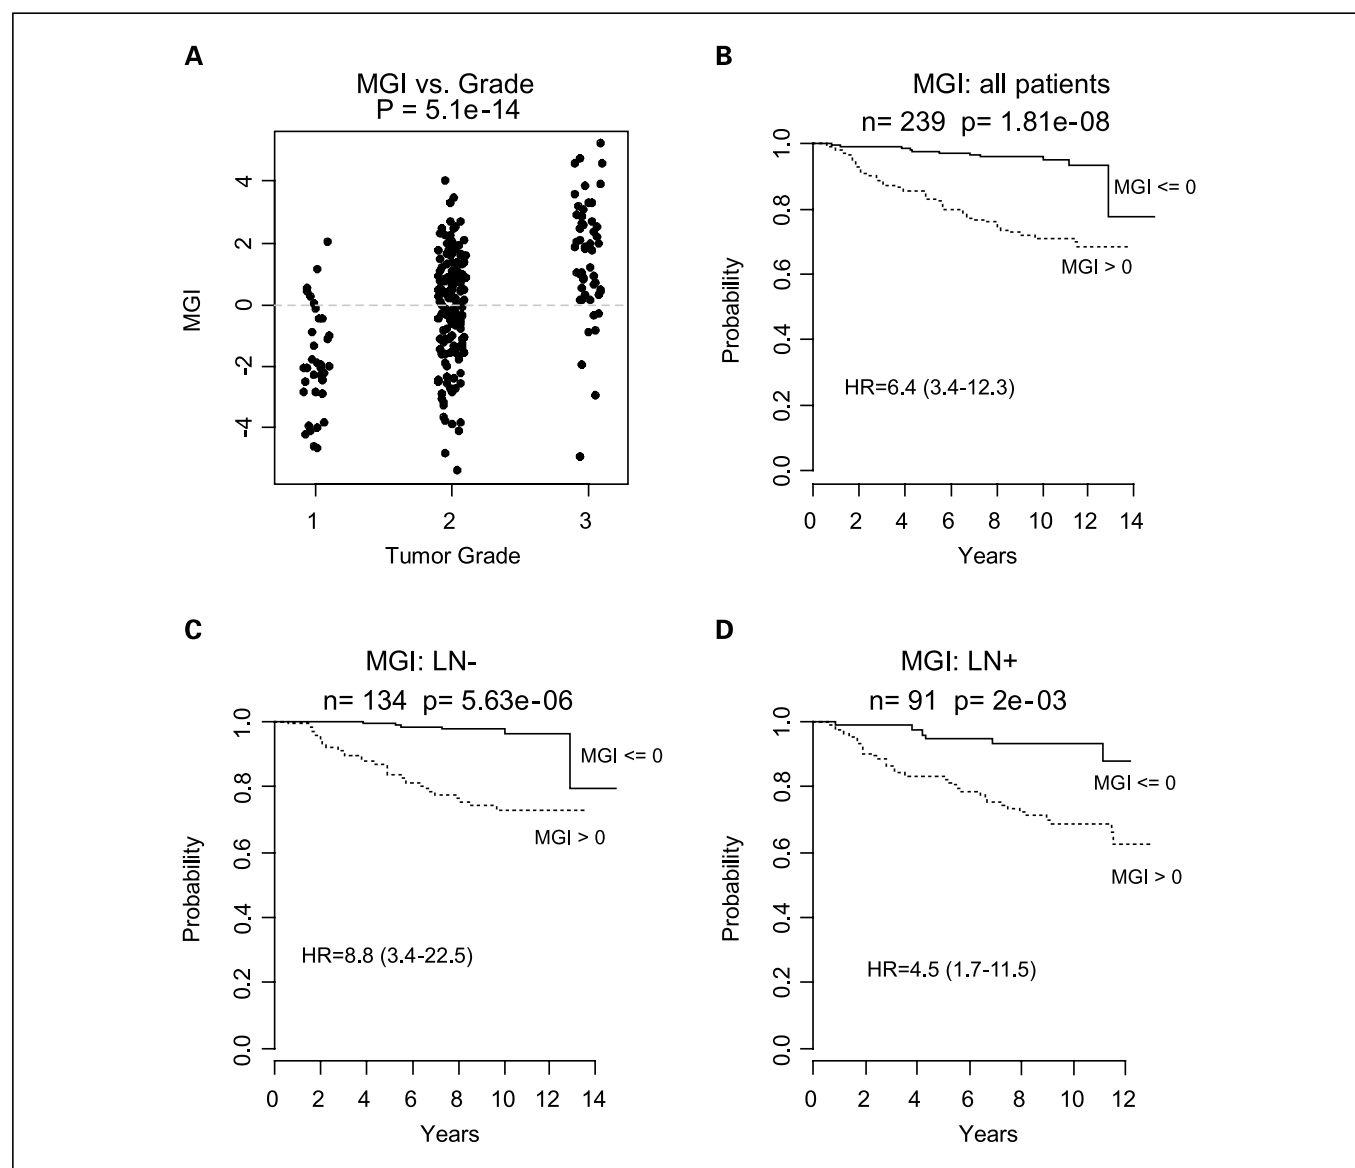 A
MGI vs. Grade
P = 5.1e-14
MGI
4
2
0
-2
-4
1 2 3
Tumor Grade
B
MGI: all patients
n= 239 p= 1.81e-08
Probability
1.0
0.8
0.6
0.4
0.2
0.0
MGI <= 0
MGI > 0
HR=6.4 (3.4-12.3)
0 2 4 6 8 10 12 14
Years
C
MGI: LN-
n= 134 p= 5.63e-06
Probability
1.0
0.8
0.6
0.4
0.2
0.0
MGI <= 0
MGI > 0
HR=8.8 (3.4-22.5)
0 2 4 6 8 10 12 14
Years
D
MGI: LN+
n= 91 p= 2e-03
Probability
1.0
0.8
0.6
0.4
0.2
0.0
MGI <= 0
MGI > 0
HR=4.5 (1.7-11.5)
0 2 4 6 8 10 12
Years